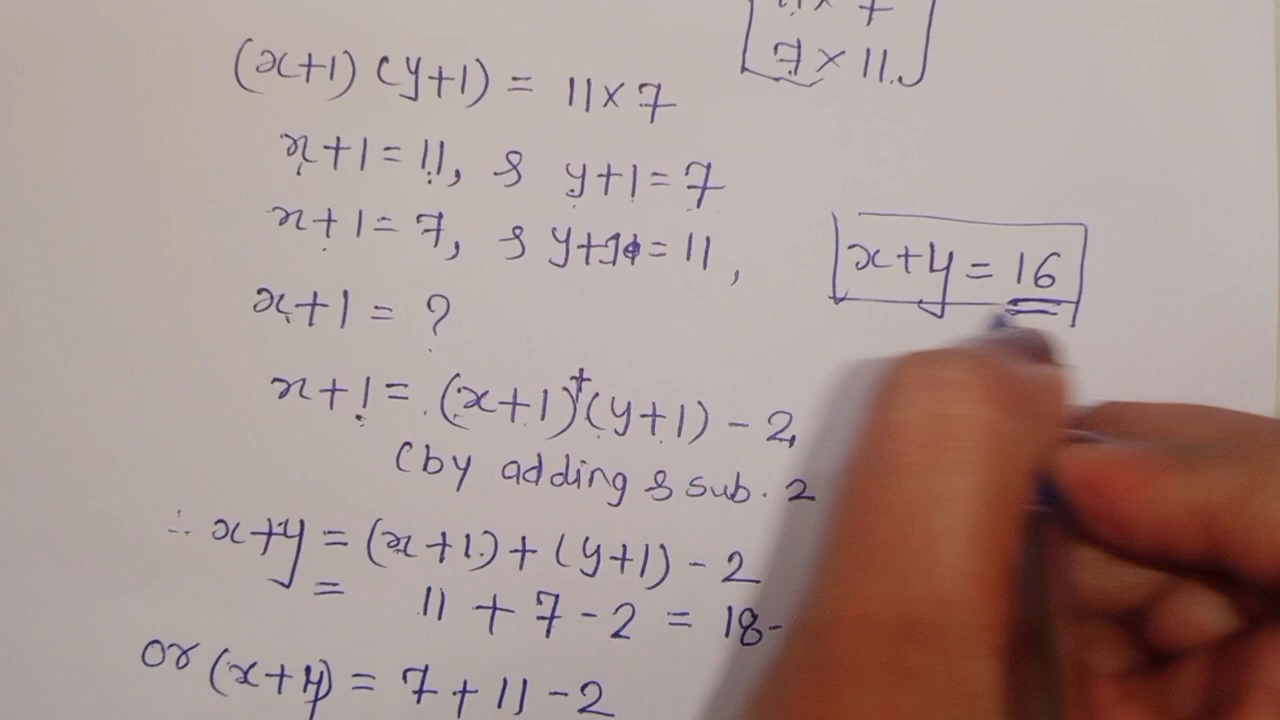 7 × 11
(x+1) (y+1) = 11 × 7
x+1 = 11, & y+1 = 7
x+1 = 7, & y+1 = 11,
x+y = 16
x+1 = ?
x+1 = (x+1)+(y+1) - 2
(by adding & sub. 2
∴ x+y = (x+1) + (y+1) - 2
= 11 + 7 - 2 = 18 -
or (x+y) = 7 + 11 - 2